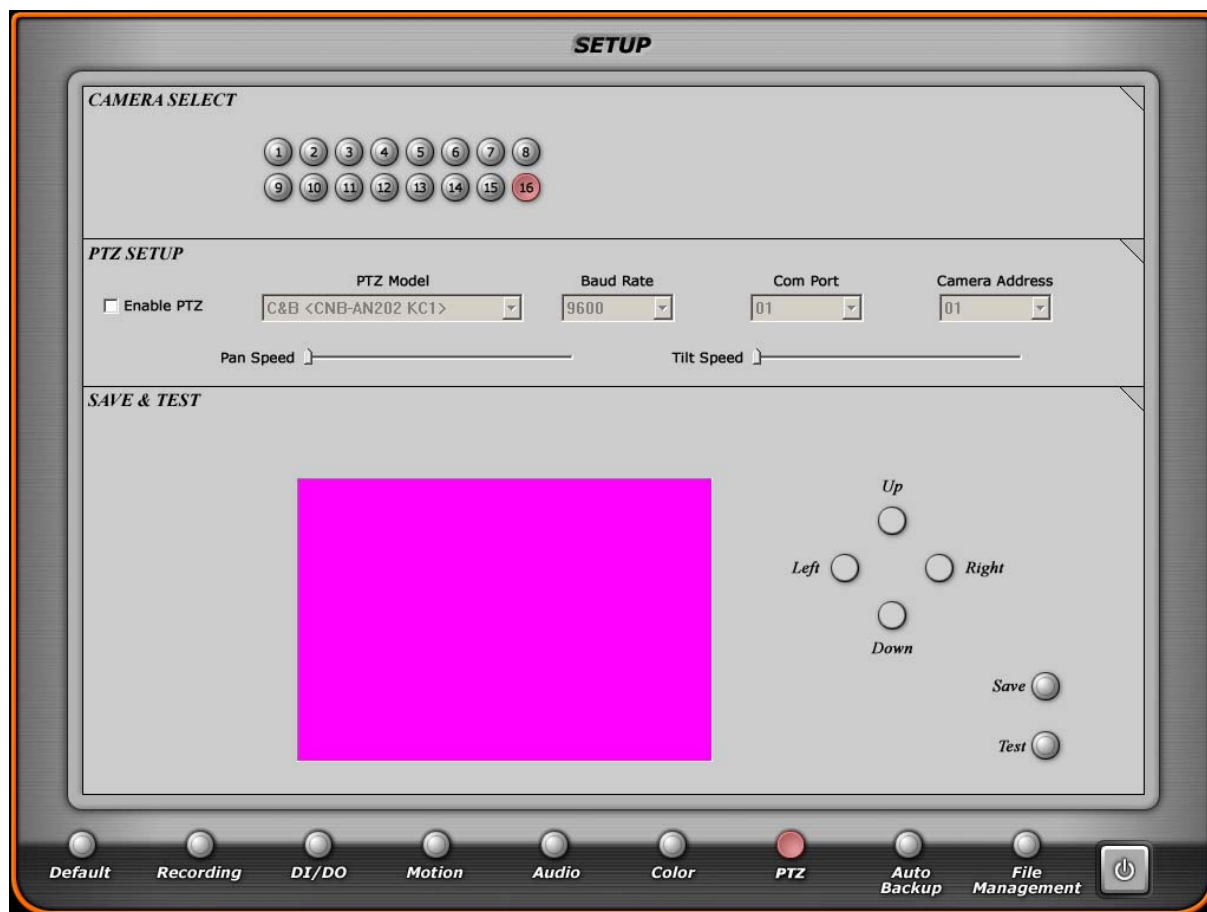 SETUP
CAMERA SELECT
1 2 3 4 5 6 7 8
9 10 11 12 13 14 15 16
PTZ SETUP
PTZ Model Baud Rate Com Port Camera Address
Enable PTZ C&B <CNB-AN202 KC1> 9600 01 01
Pan Speed Tilt Speed
SAVE & TEST
Up
Left Right
Down
Save
Test
Default Recording DI/DO Motion Audio Color PTZ Auto Backup File Management